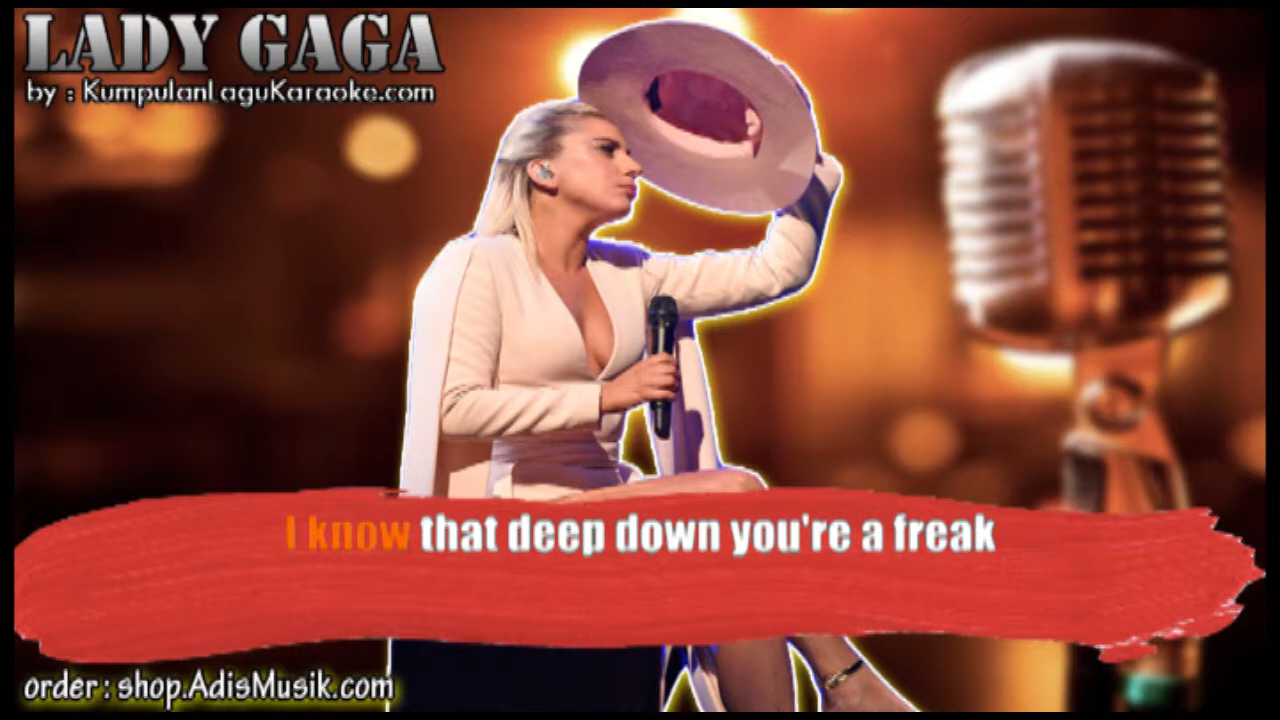 LADY GAGA
by : KumpulanLaguKaraoke.com
I know that deep down you're a freak
order : shop.AdisMusik.com